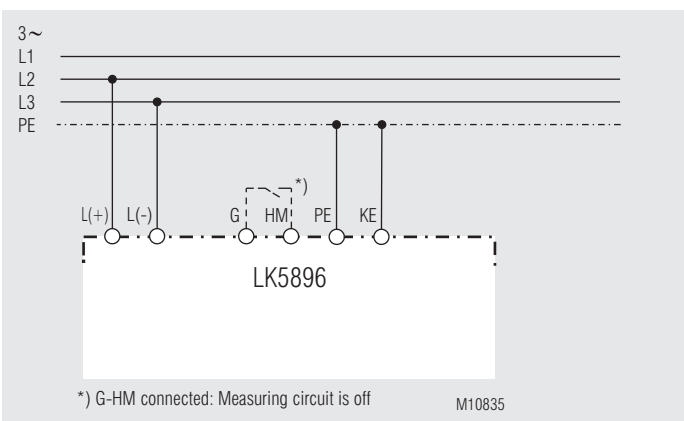 3~
L1
L2
L3
PE
*)
L(+) L(-) G HM PE KE
LK5896
*) G-HM connected: Measuring circuit is off
M10835